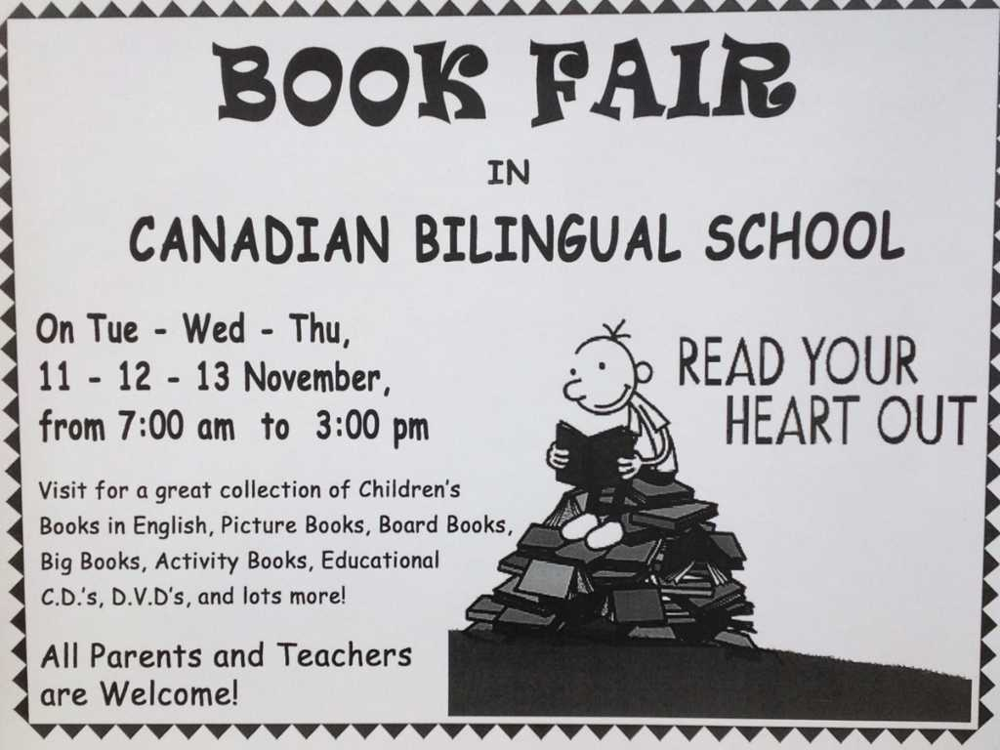 BOOK FAIR
IN
CANADIAN BILINGUAL SCHOOL
On Tue - Wed - Thu,
11 - 12 - 13 November,
from 7:00 am to 3:00 pm
READ YOUR
HEART OUT
Visit for a great collection of Children's
Books in English, Picture Books, Board Books,
Big Books, Activity Books, Educational
C.D.'s, D.V.D's, and lots more!
All Parents and Teachers
are Welcome!